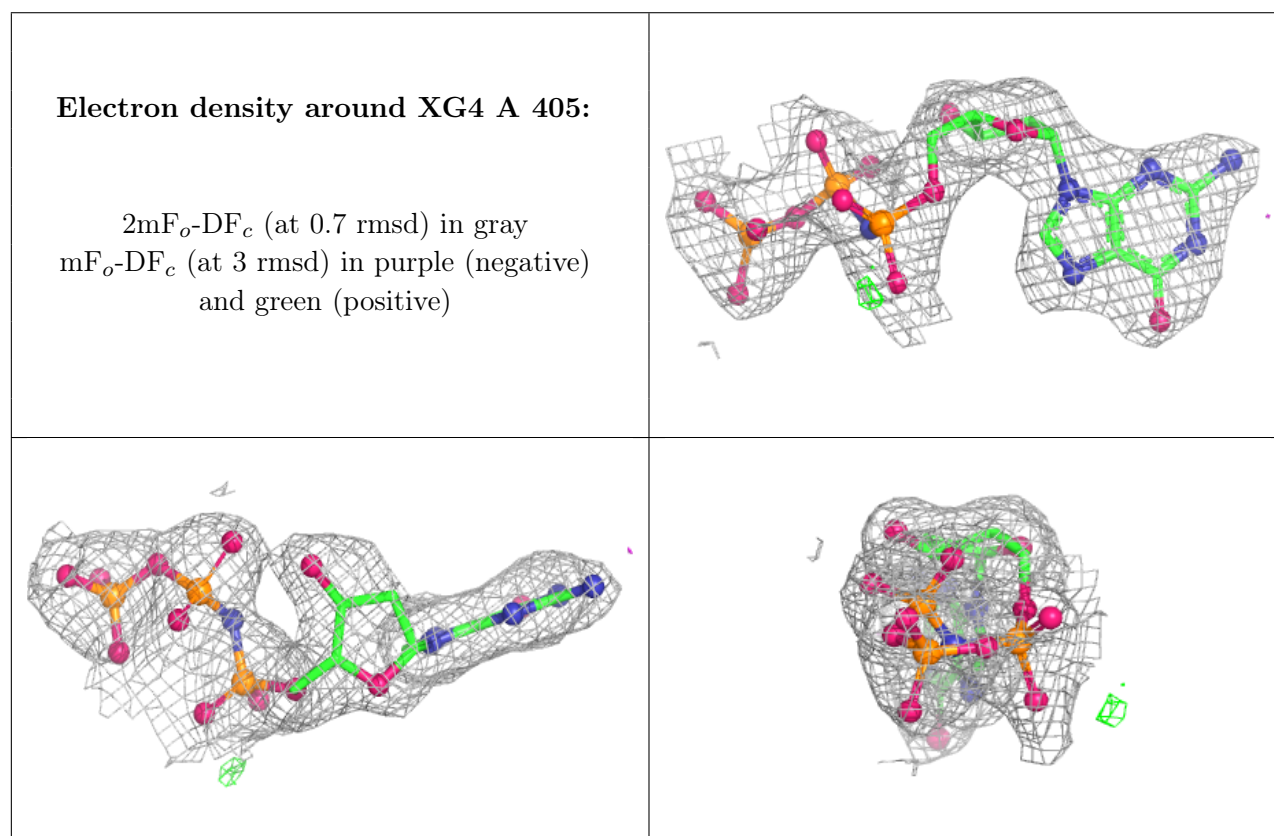 Electron density around XG4 A 405:
2mFₒ-DF𝒸 (at 0.7 rmsd) in gray
mFₒ-DF𝒸 (at 3 rmsd) in purple (negative)
and green (positive)